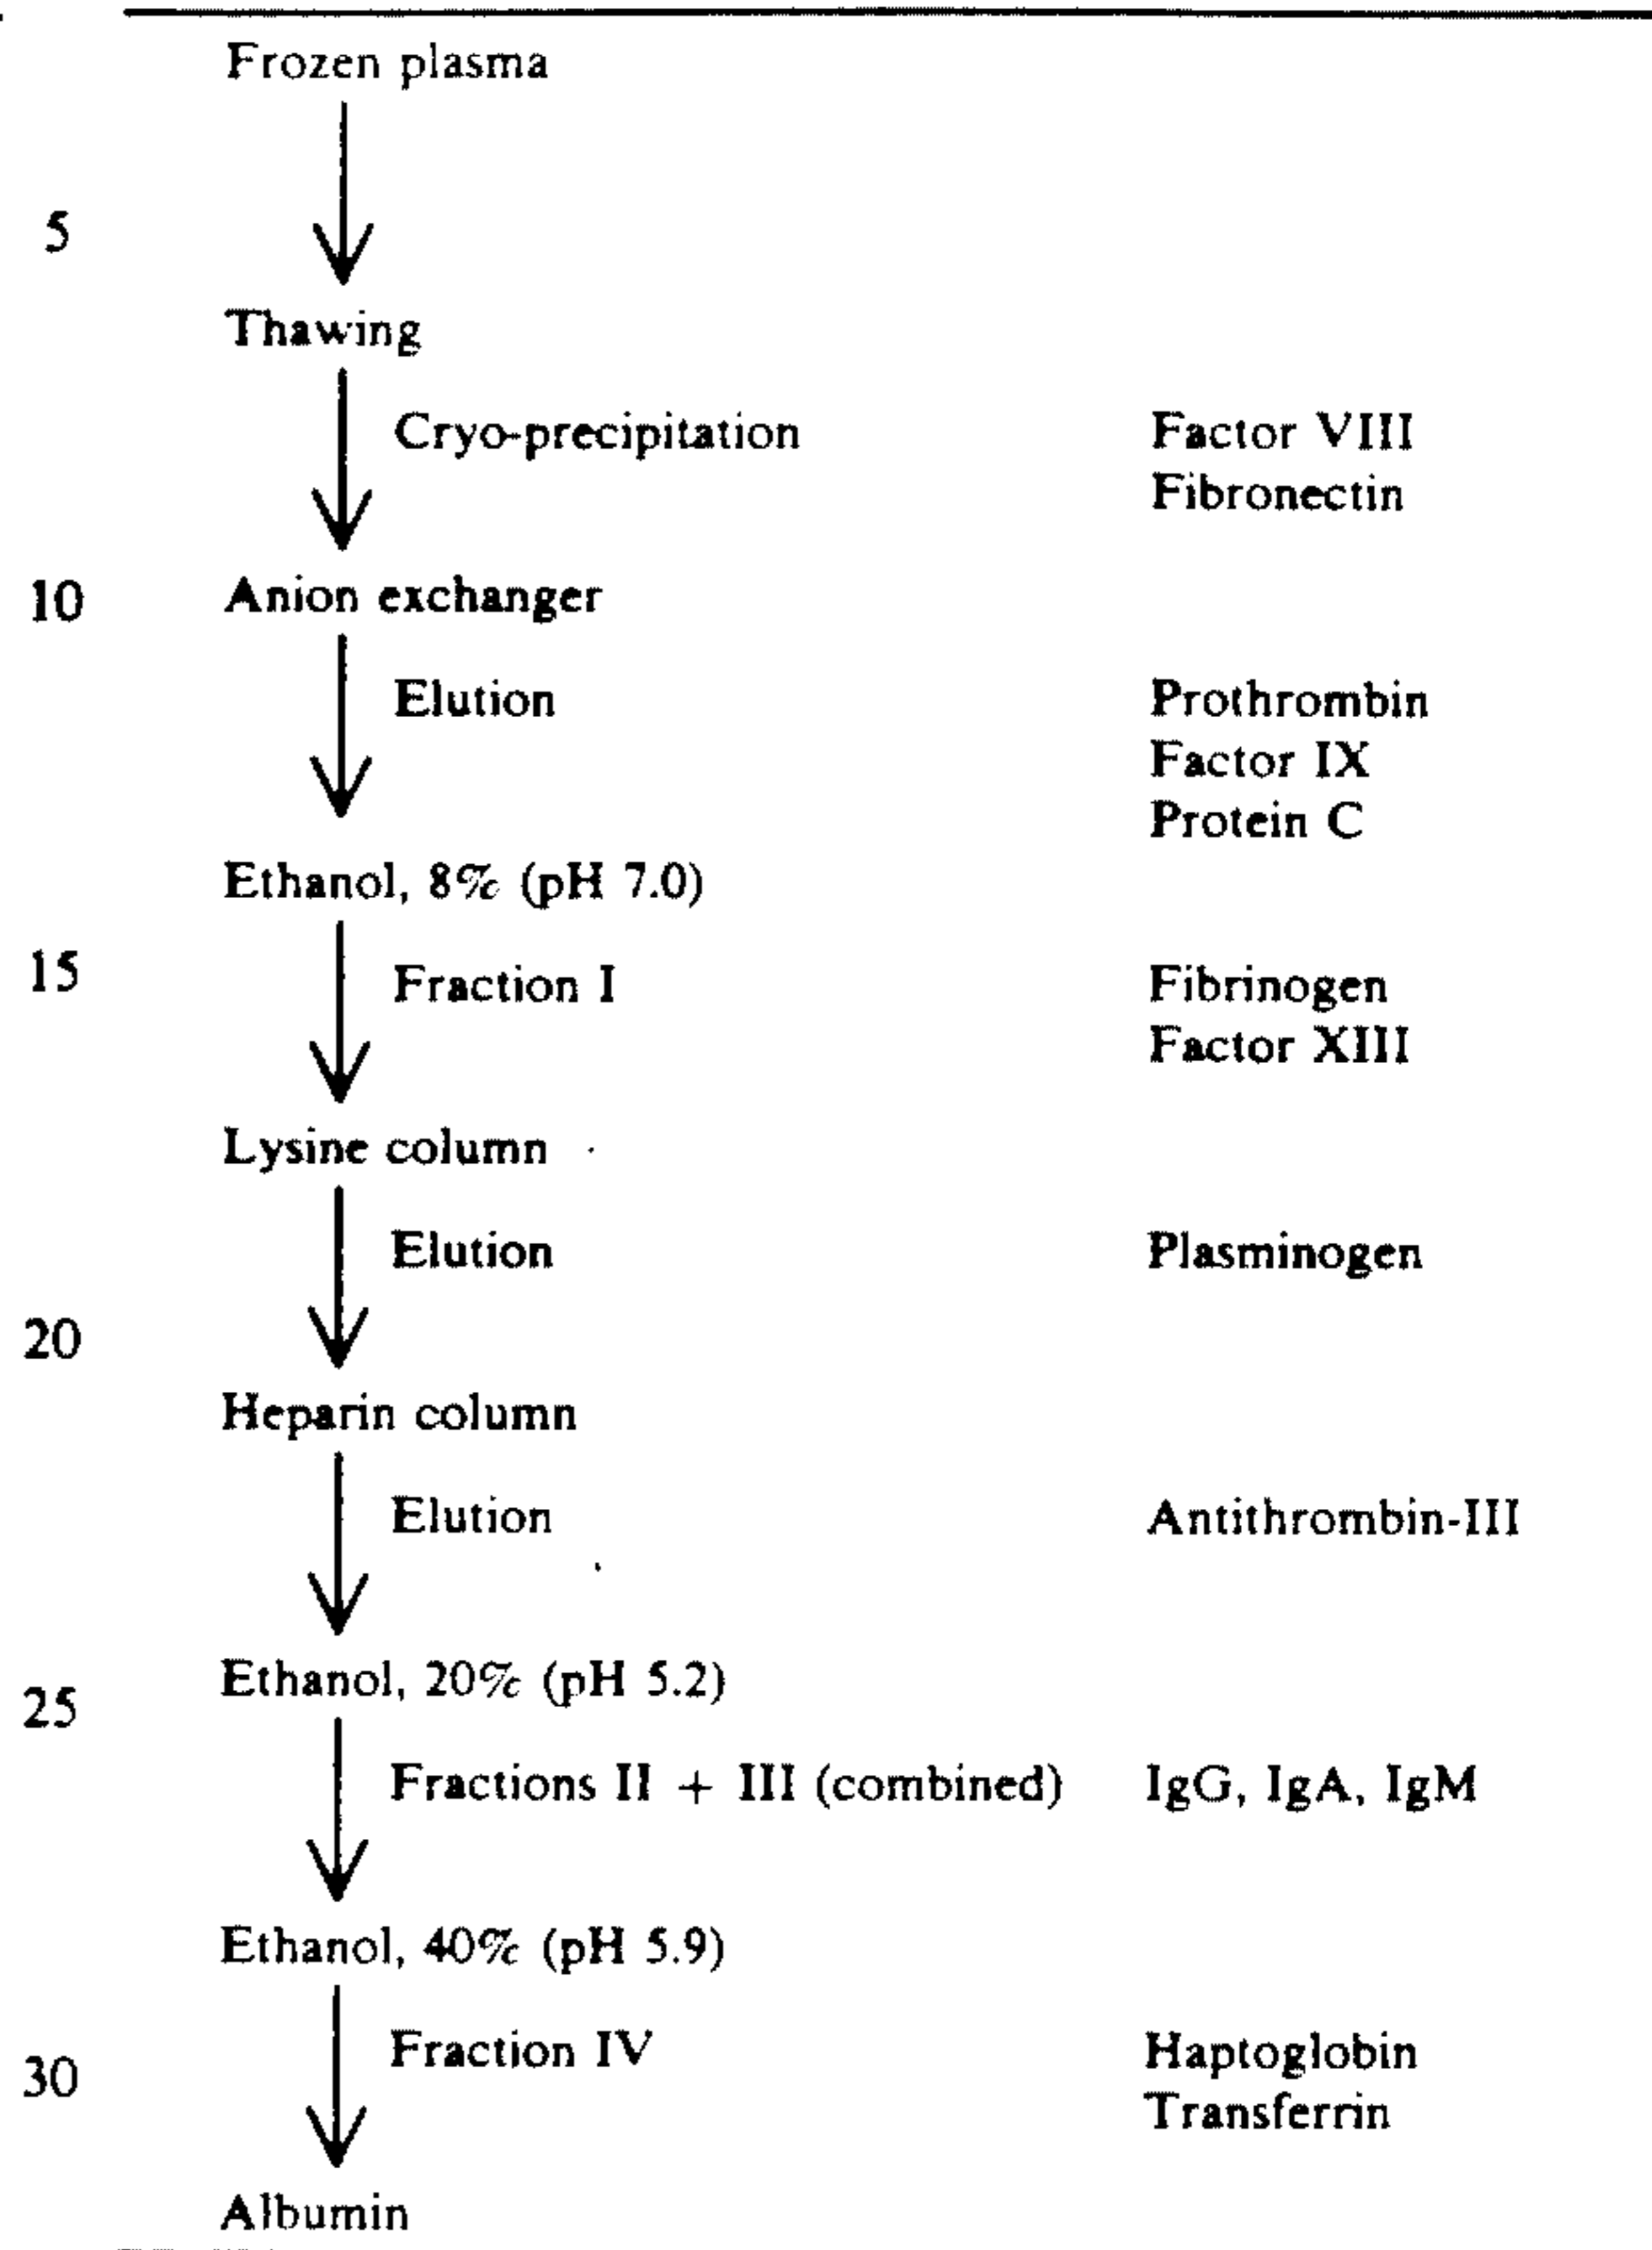 Frozen plasma
5
Thawing
Cryo-precipitation Factor VIII
Fibronectin
10 Anion exchanger
Elution Prothrombin
Factor IX
Protein C
Ethanol, 8% (pH 7.0)
15 Fraction I Fibrinogen
Factor XIII
Lysine column
Elution Plasminogen
20
Heparin column
Elution Antithrombin-III
Ethanol, 20% (pH 5.2)
25
Fractions II + III (combined) IgG, IgA, IgM
Ethanol, 40% (pH 5.9)
Fraction IV Haptoglobin
30
Transferrin
Albumin